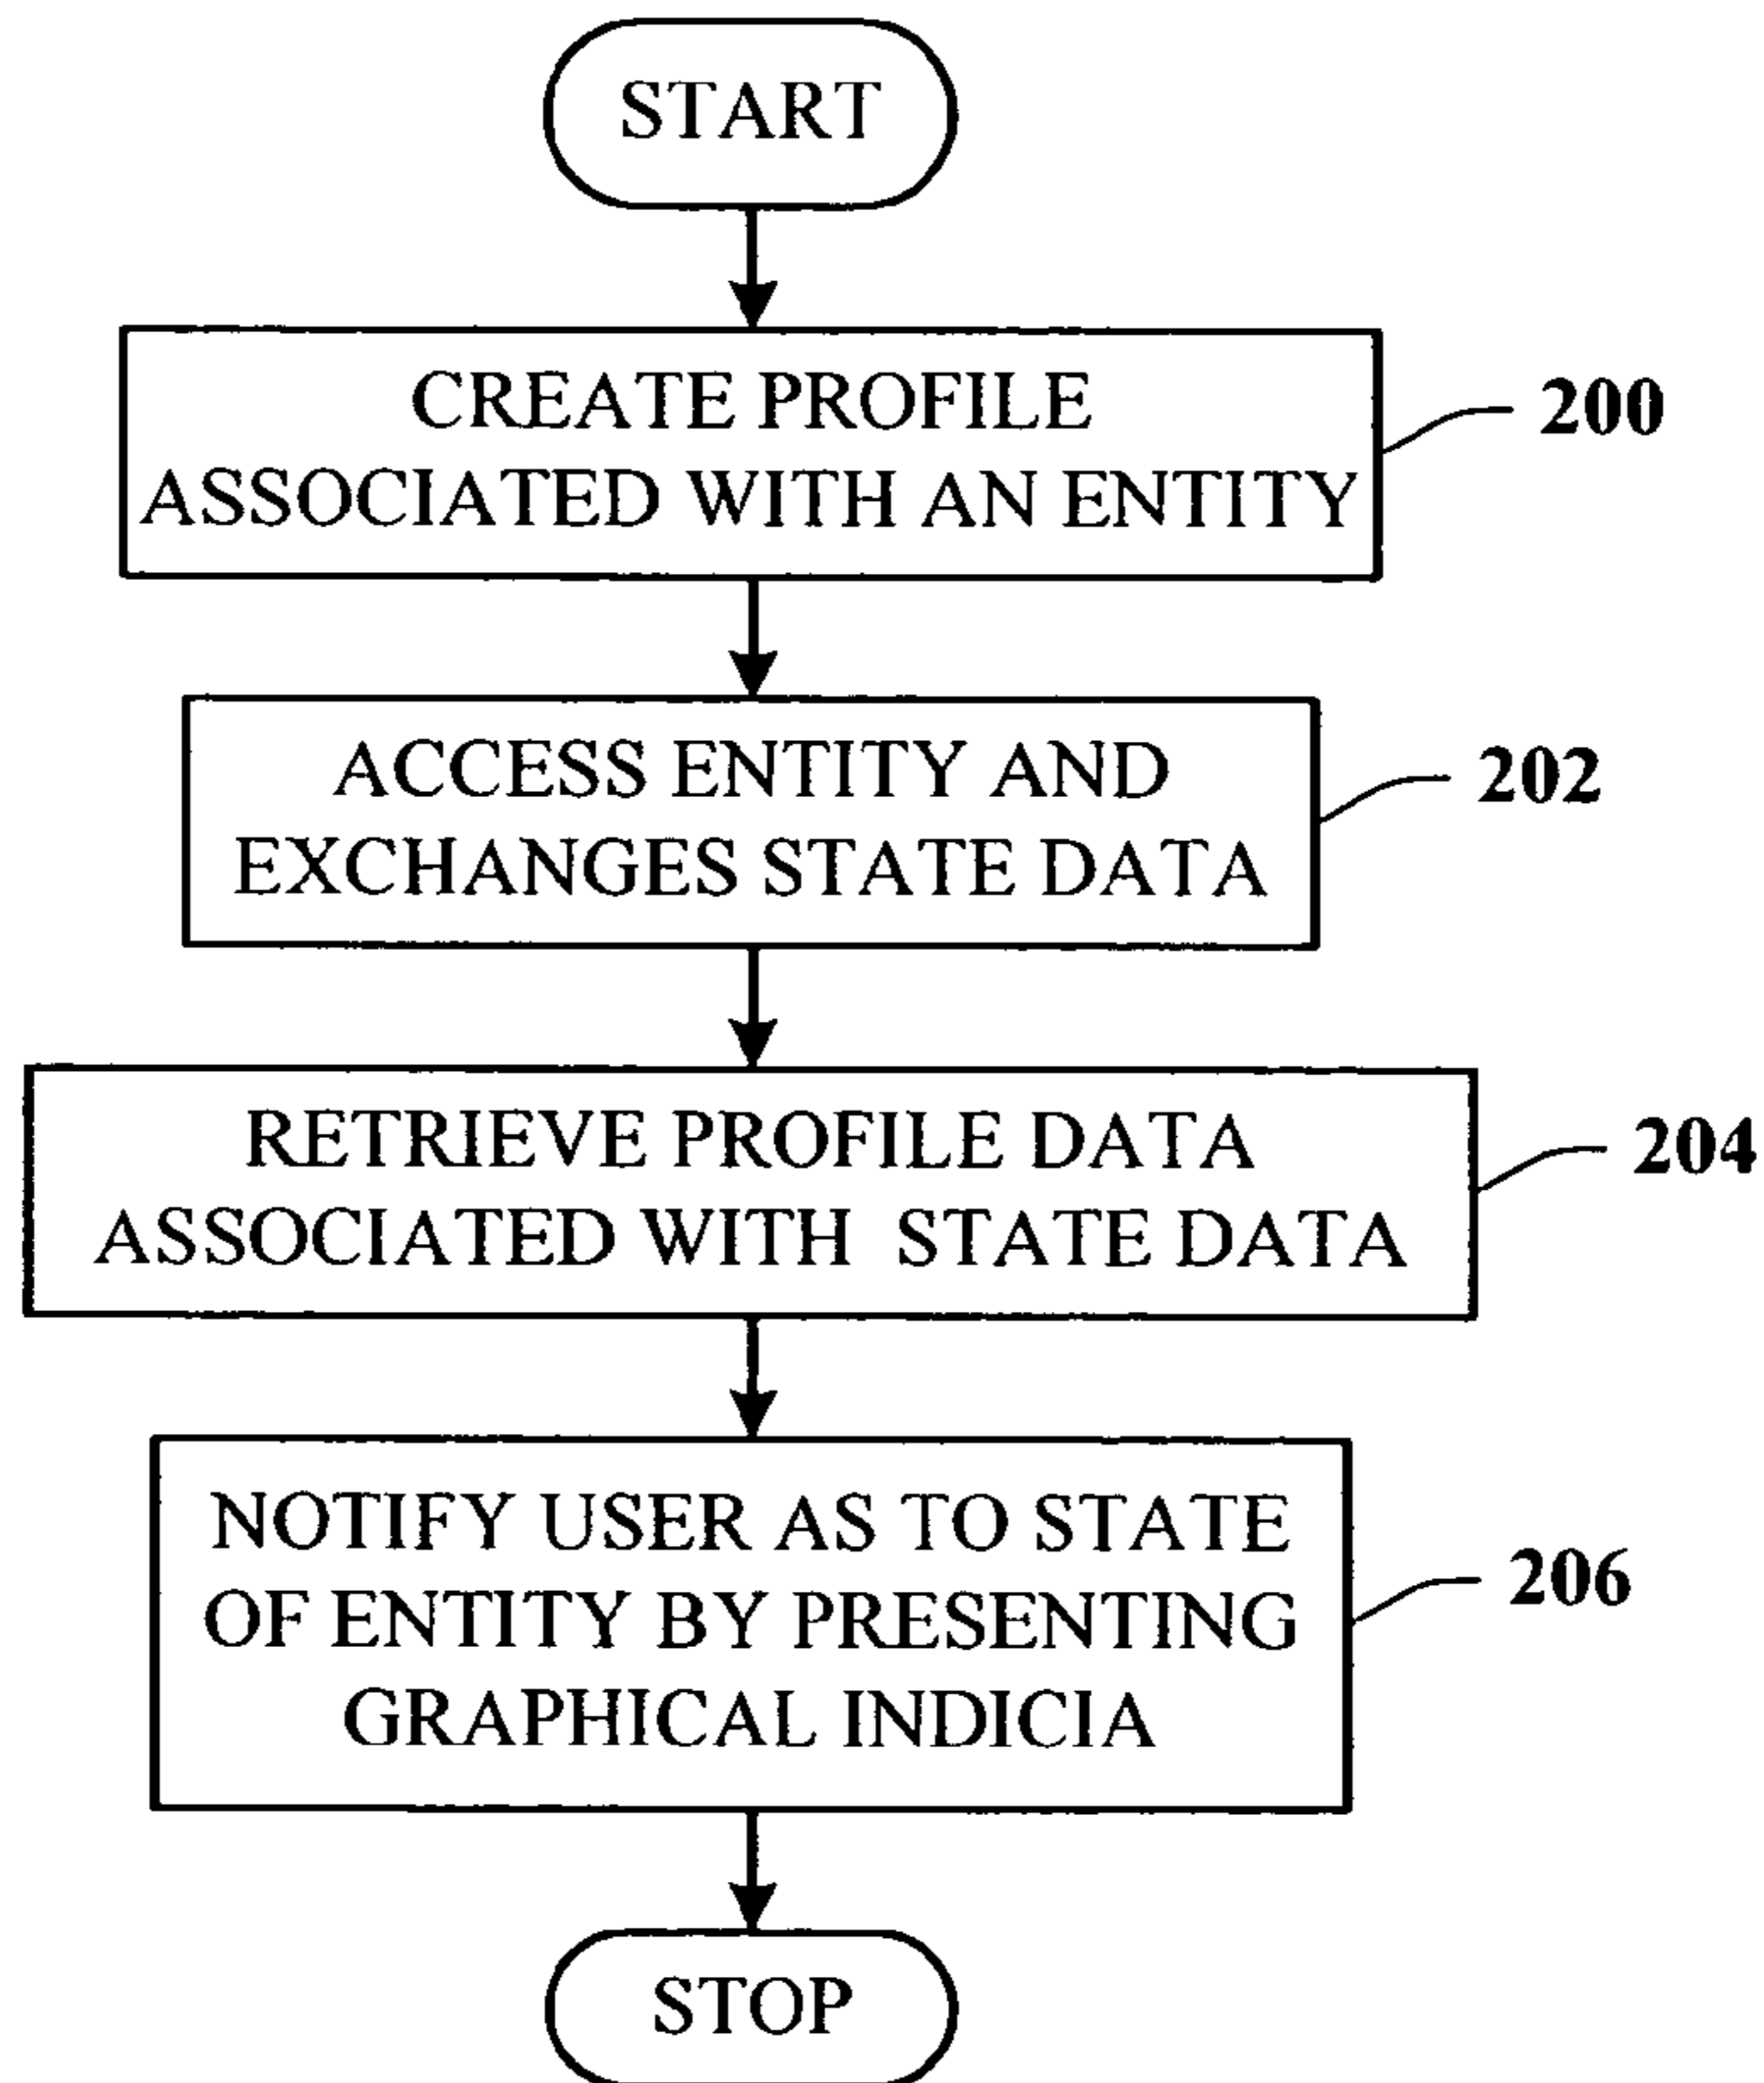 START
CREATE PROFILE
ASSOCIATED WITH AN ENTITY
200
ACCESS ENTITY AND
EXCHANGES STATE DATA
202
RETRIEVE PROFILE DATA
ASSOCIATED WITH STATE DATA
204
NOTIFY USER AS TO STATE
OF ENTITY BY PRESENTING
GRAPHICAL INDICIA
206
STOP